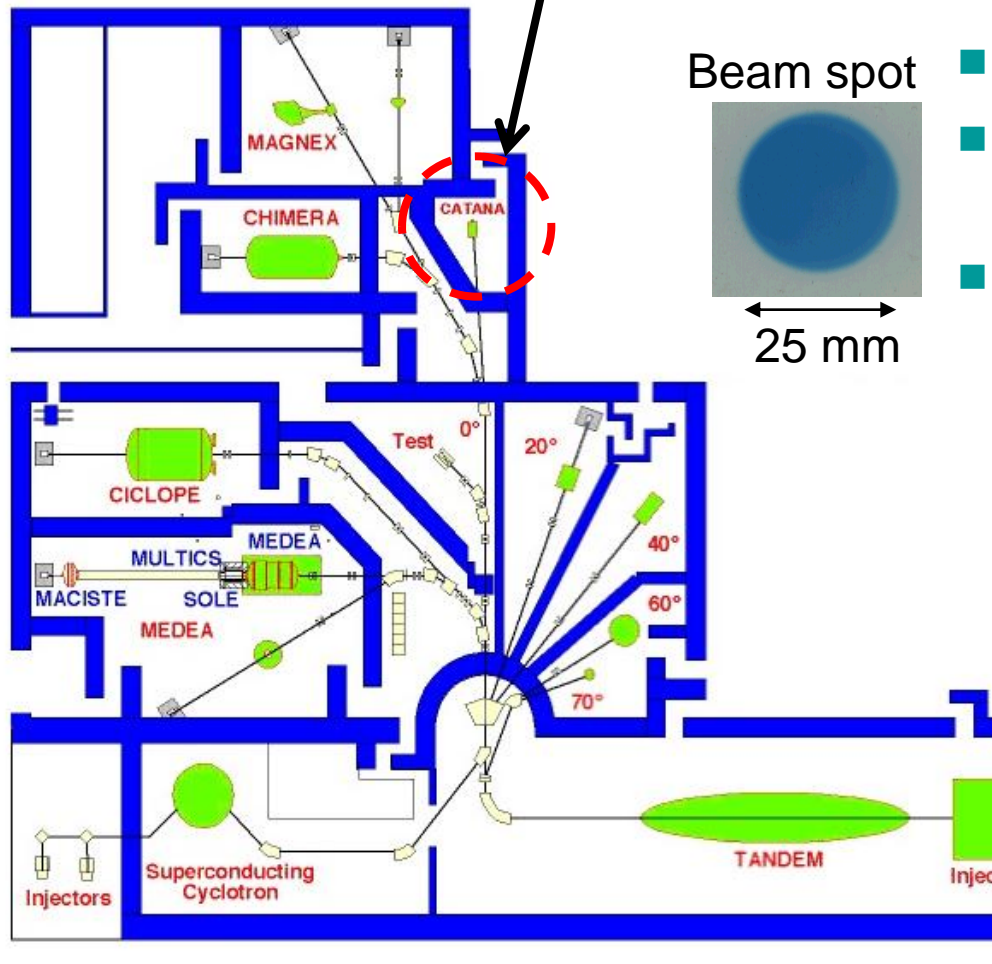 Beam spot
25 mm
MAGNEX
CATANA
CHIMERA
Test
0°
20°
CICLOPE
40°
MEDEA
MULTICS
60°
MACISTE
SOLE
MEDEA
70°
Superconducting
Cyclotron
Injectors
TANDEM
Injec